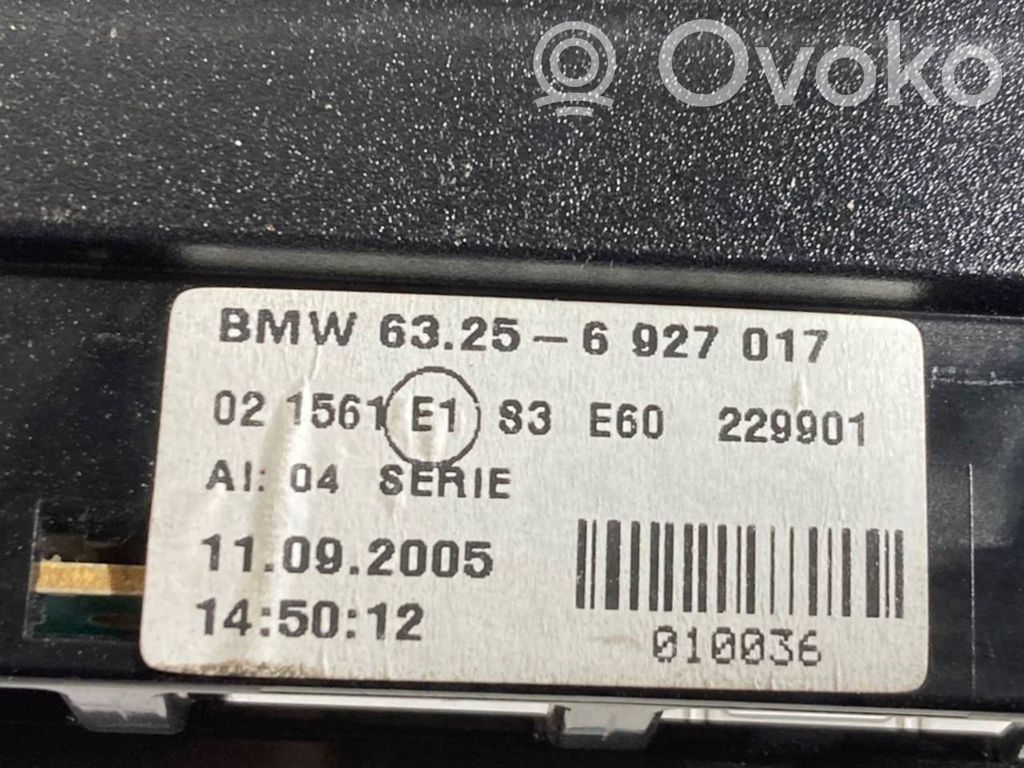 Ovoko
BMW 63.25-6 927 017
02 1561 E1 S3 E60 229901
AI: 04 SERIE
11.09.2005
14:50:12
010036